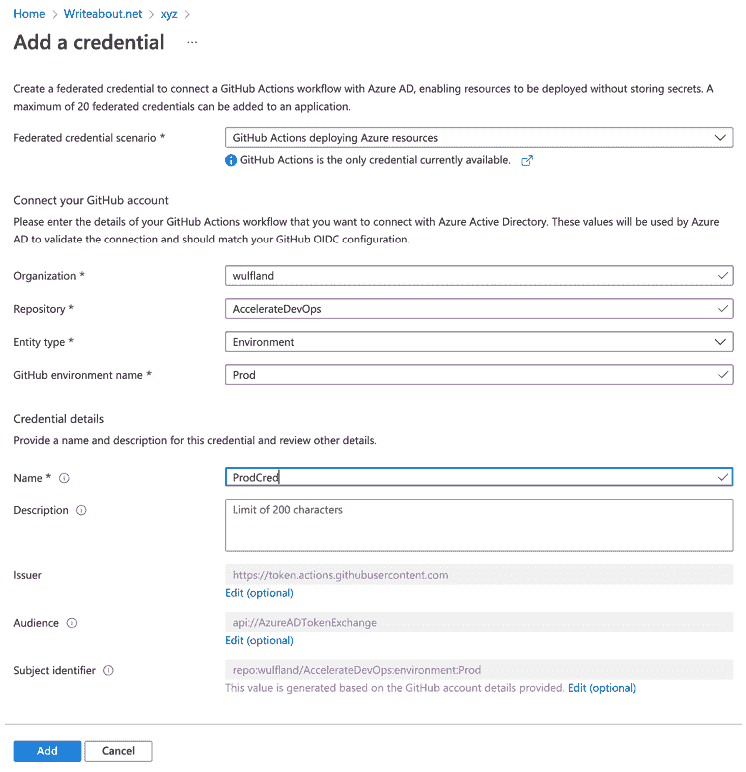 Home > Writeabout.net > xyz >
Add a credential ...
Create a federated credential to connect a GitHub Actions workflow with Azure AD, enabling resources to be deployed without storing secrets. A
maximum of 20 federated credentials can be added to an application.
Federated credential scenario * GitHub Actions deploying Azure resources
GitHub Actions is the only credential currently available.
Connect your GitHub account
Please enter the details of your GitHub Actions workflow that you want to connect with Azure Active Directory. These values will be used by Azure
AD to validate the connection and should match your GitHub OIDC configuration.
Organization * wulfland
Repository * AccelerateDevOps
Entity type * Environment
GitHub environment name * Prod
Credential details
Provide a name and description for this credential and review other details.
Name * ProdCred
Description Limit of 200 characters
Issuer https://token.actions.githubusercontent.com
Edit (optional)
Audience api://AzureADTokenExchange
Edit (optional)
Subject identifier repo:wulfland/AccelerateDevOps:environment:Prod
This value is generated based on the GitHub account details provided. Edit (optional)
Add Cancel